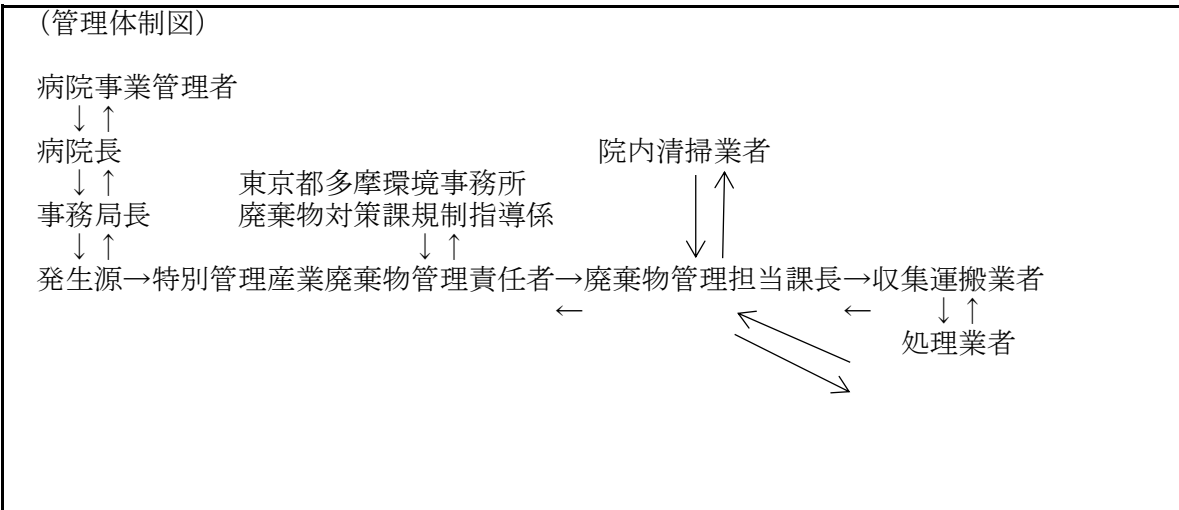 （管理体制図）
病院事業管理者
↓ ↑
病院長 院内清掃業者
↓ ↑ 東京都多摩環境事務所
事務局長 廃棄物対策課規制指導係
↓ ↑ ↓ ↑
発生源→特別管理産業廃棄物管理責任者→廃棄物管理担当課長→収集運搬業者
← ← ↓ ↑
処理業者